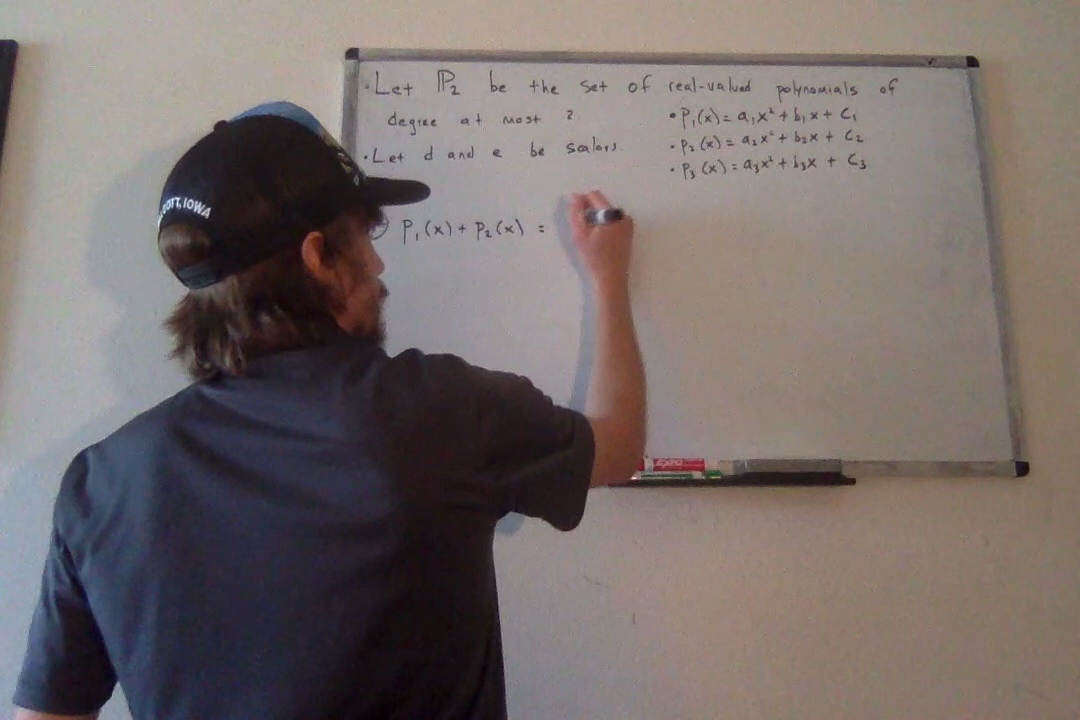 • Let ℙ₂ be the set of real-valued polynomials of
degree at most 2
• Let d and e be scalars.
• P₁(x) = a₁x² + b₁x + C₁
• P₂(x) = a₂x² + b₂x + C₂
• P₃(x) = a₃x² + b₃x + C₃
P₁(x) + P₂(x) =
OTT, IOWA
EXPO